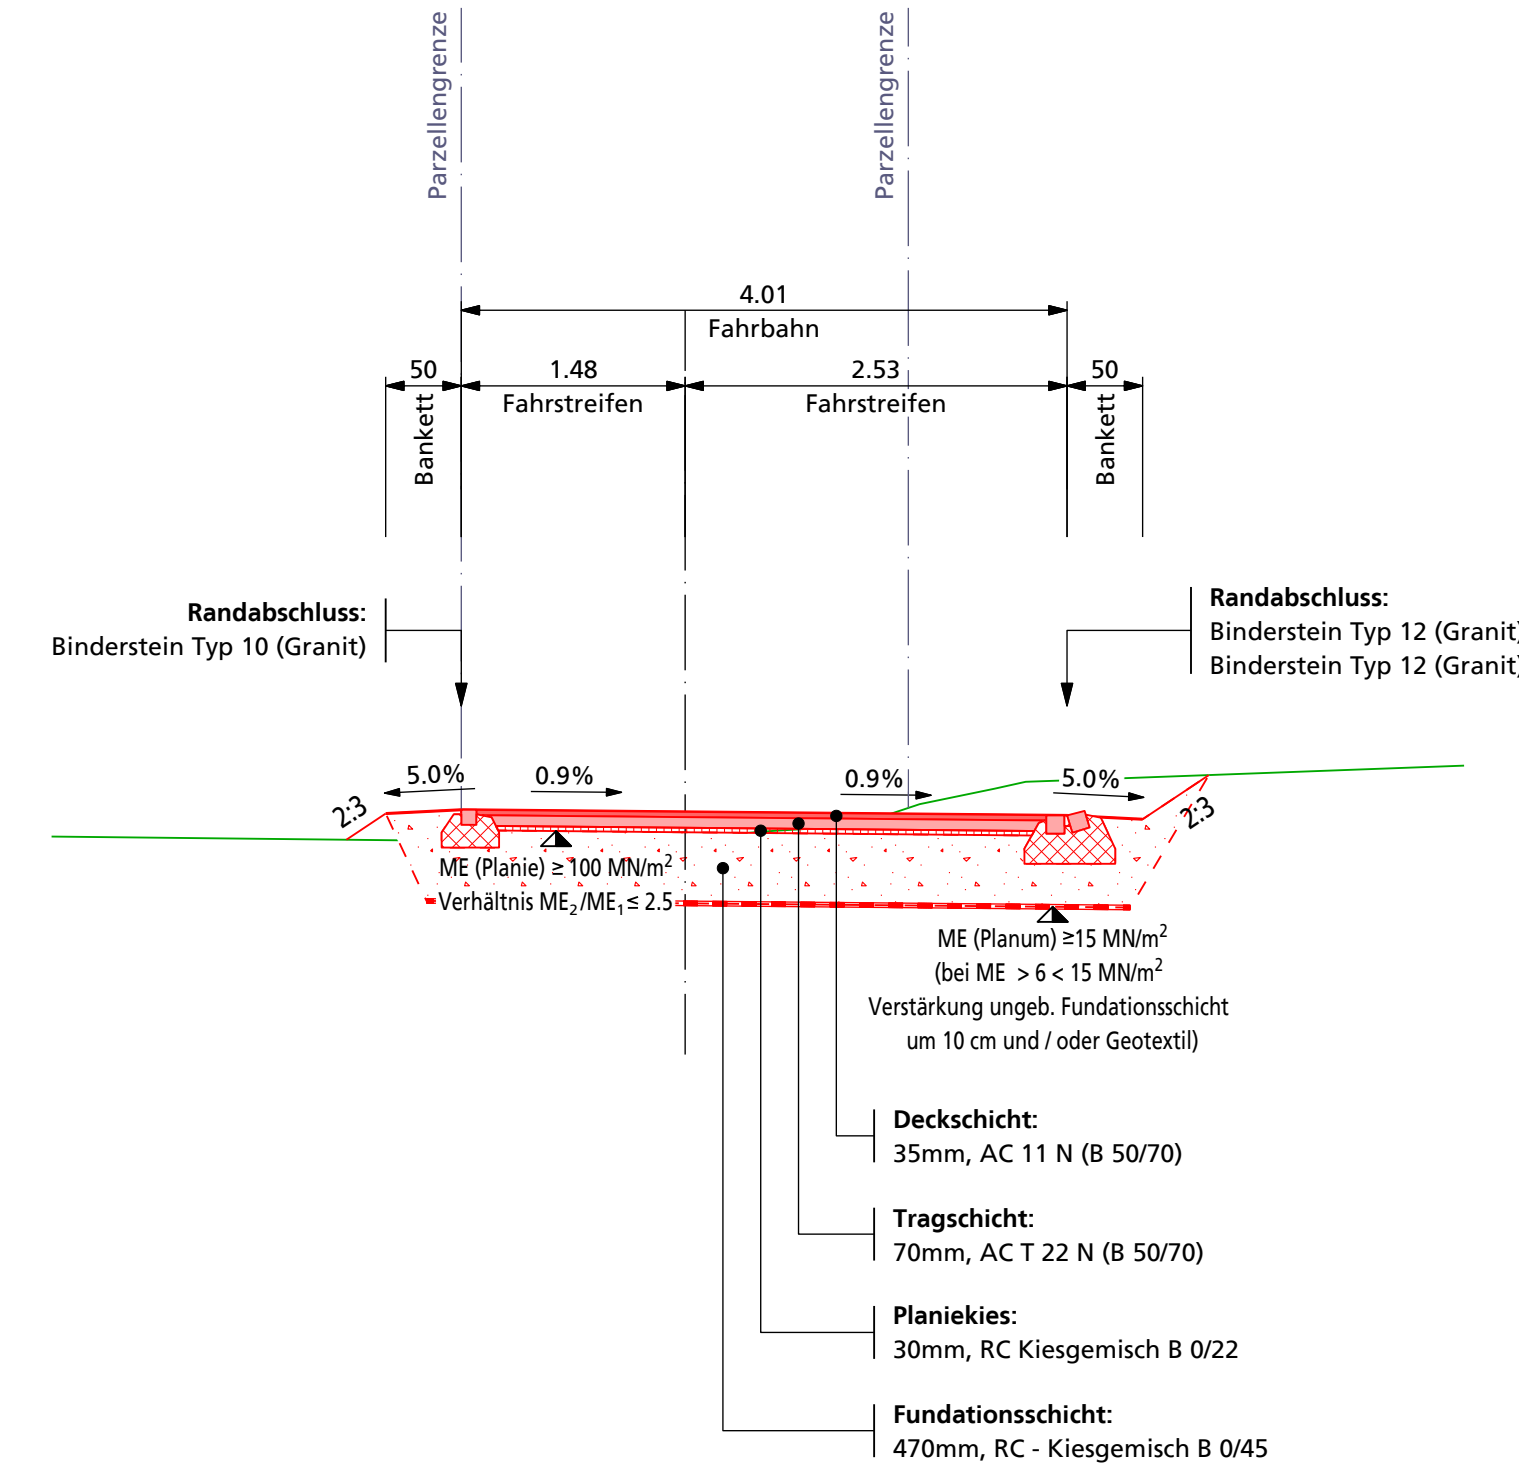 Parzellengrenze
Parzellengrenze
4.01
Fahrbahn
50
1.48
2.53
50
Bankett
Fahrstreifen
Fahrstreifen
Bankett
Randabschluss:
Binderstein Typ 10 (Granit)
Randabschluss:
Binderstein Typ 12 (Granit)
Binderstein Typ 12 (Granit)
5.0%
0.9%
0.9%
5.0%
2:3
2:3
ME (Planie) ≥ 100 MN/m²
Verhältnis ME₂/ME₁ ≤ 2.5
ME (Planum) ≥15 MN/m²
(bei ME > 6 < 15 MN/m²
Verstärkung ungeb. Fundationsschicht
um 10 cm und / oder Geotextil)
Deckschicht:
35mm, AC 11 N (B 50/70)
Tragschicht:
70mm, AC T 22 N (B 50/70)
Planiekies:
30mm, RC Kiesgemisch B 0/22
Fundationsschicht:
470mm, RC - Kiesgemisch B 0/45